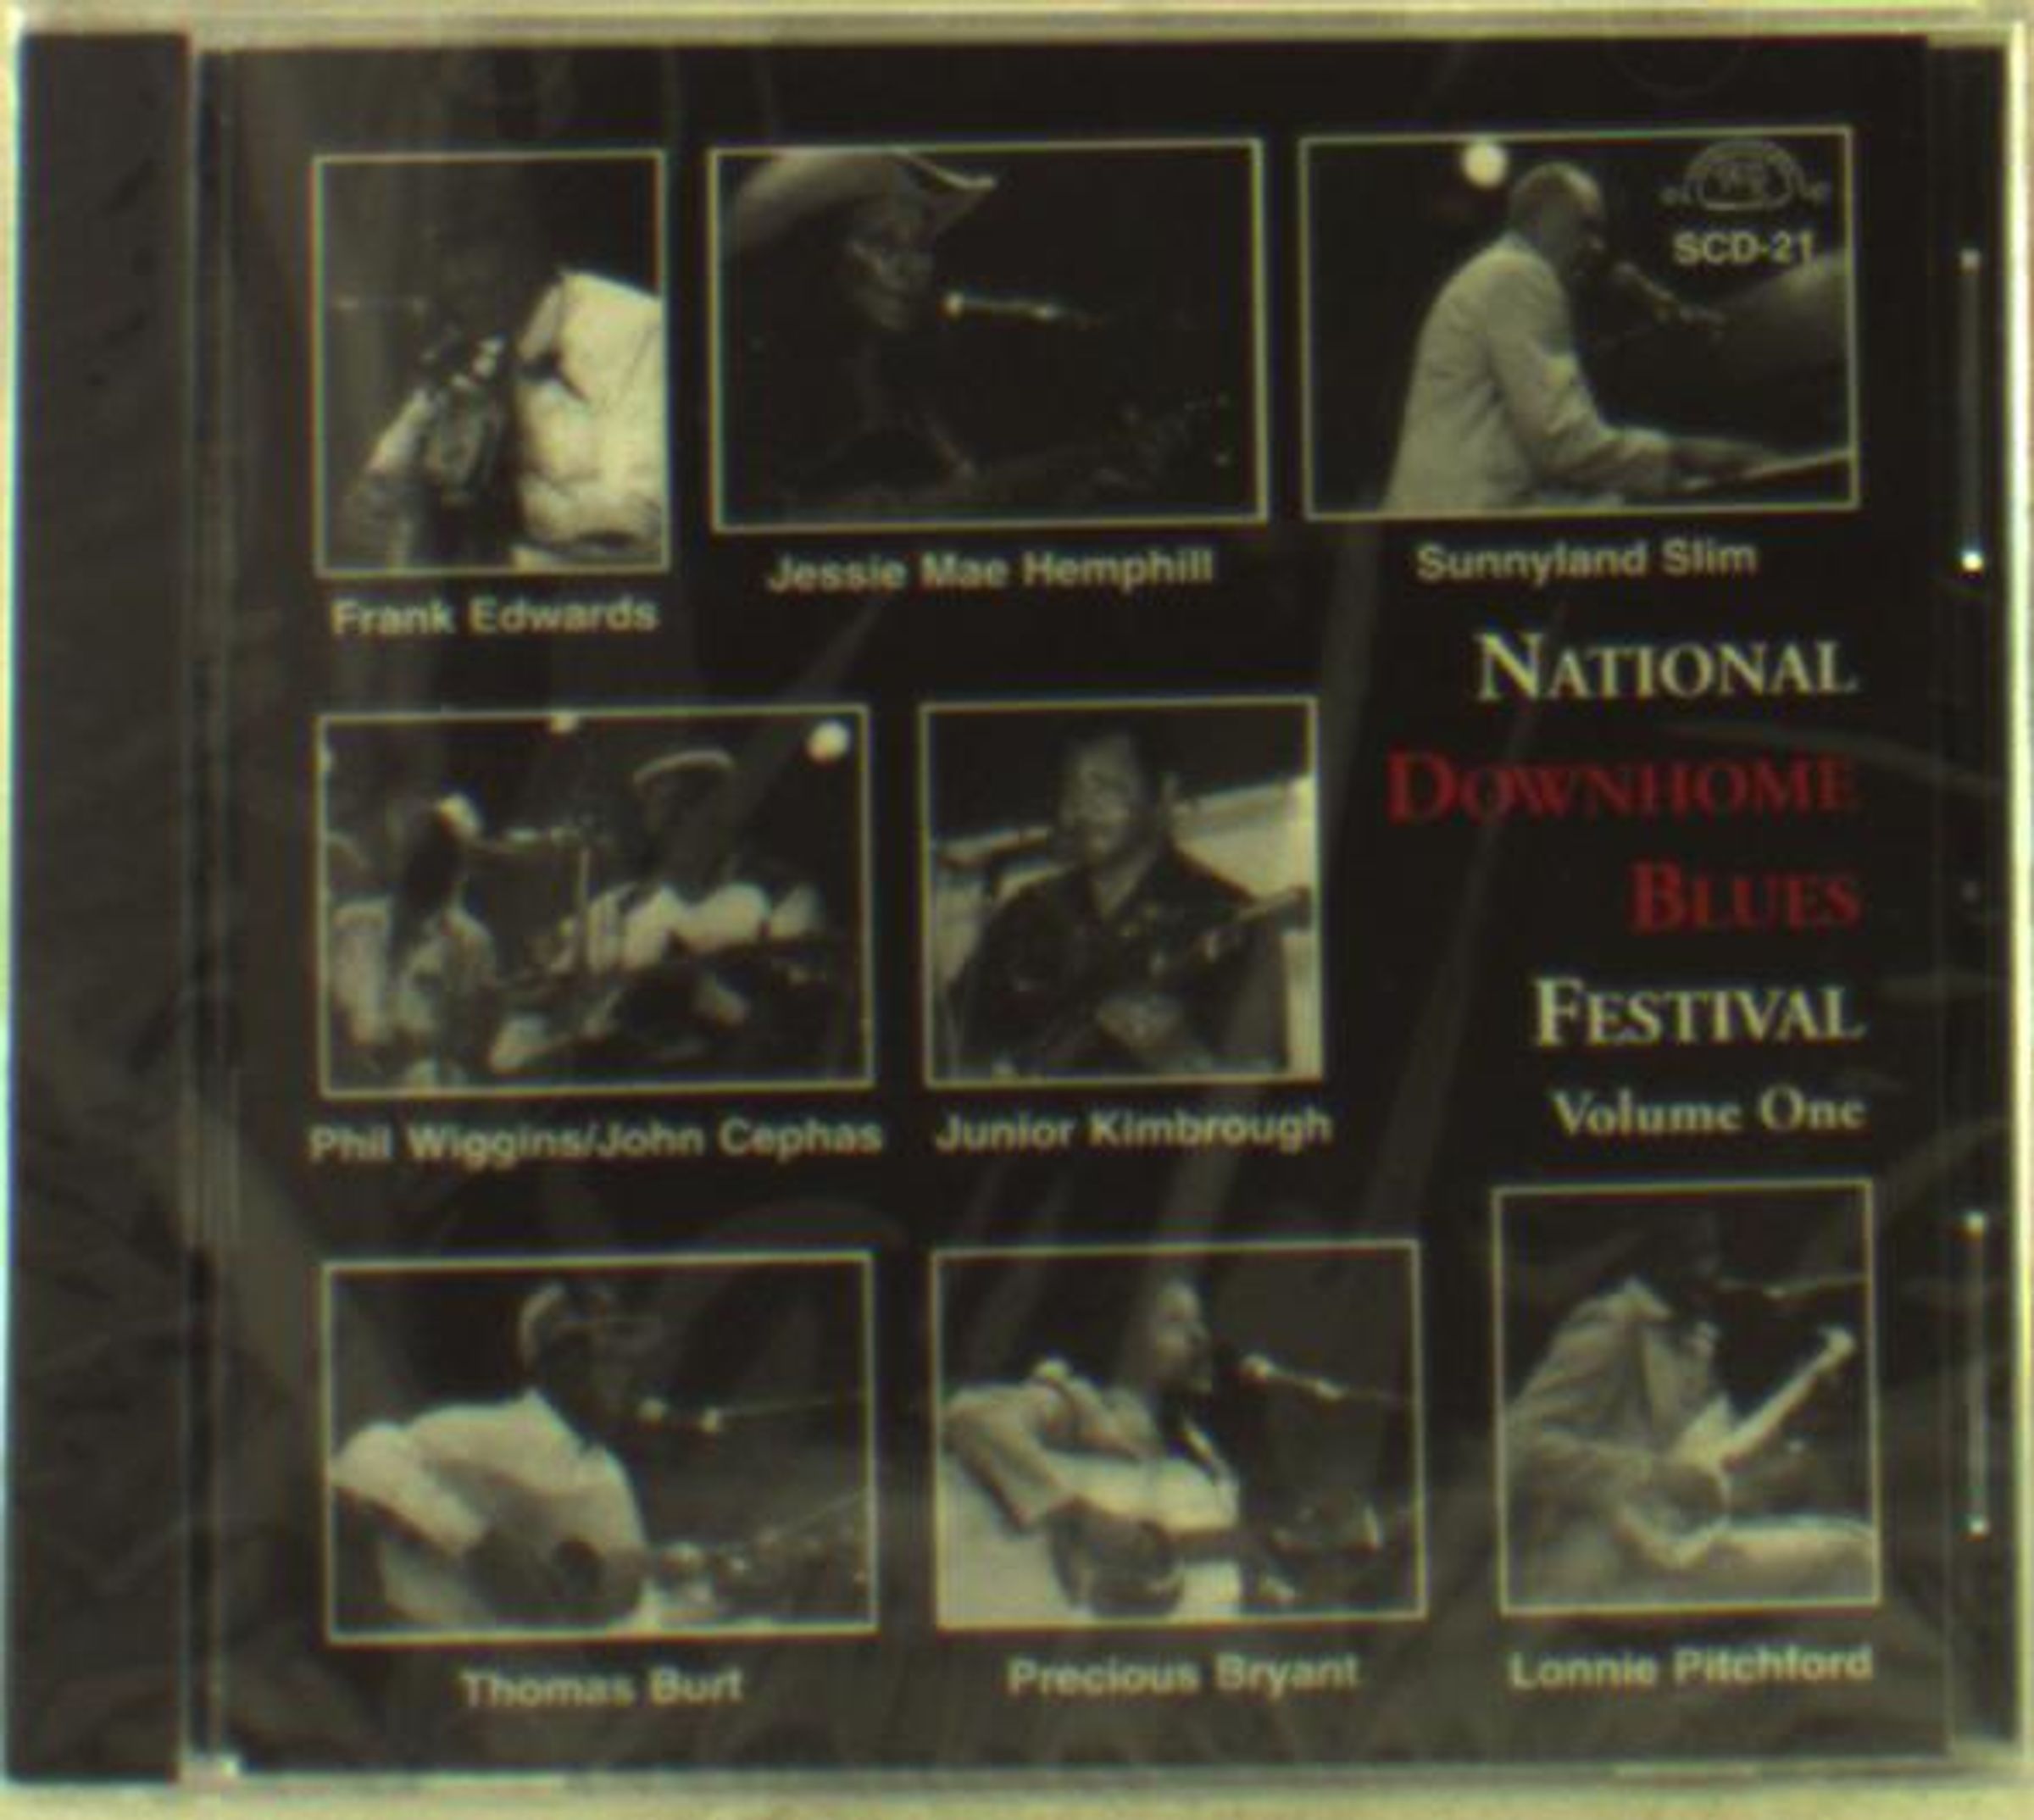 SCD-21
Frank Edwards
Jessie Mae Hemphill
Sunnyland Slim
NATIONAL
DOWNHOME
BLUES
FESTIVAL
Volume One
Phil Wiggins/John Cephas
Junior Kimbrough
Thomas Burt
Precious Bryant
Lonnie Pitchford